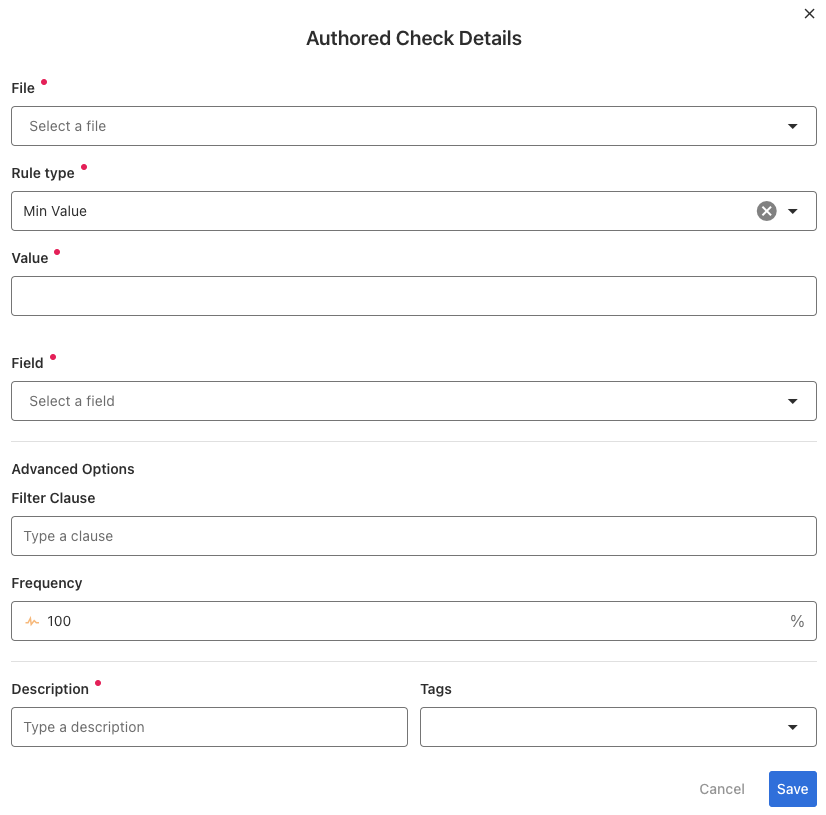 Authored Check Details
File
Select a file
Rule type
Min Value
Value
Field
Select a field
Advanced Options
Filter Clause
Type a clause
Frequency
100 %
Description
Type a description
Tags
Cancel
Save